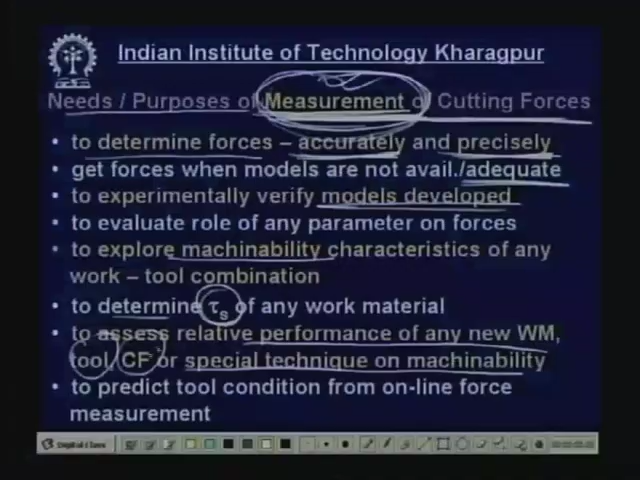 Indian Institute of Technology Kharagpur
Needs / Purposes of Measurement of Cutting Forces
• to determine forces – accurately and precisely
• get forces when models are not avail./adequate
• to experimentally verify models developed
• to evaluate role of any parameter on forces
• to explore machinability characteristics of any
work – tool combination
• to determine τs of any work material
• to assess relative performance of any new WM,
tool, CF or special technique on machinability
• to predict tool condition from on-line force
measurement